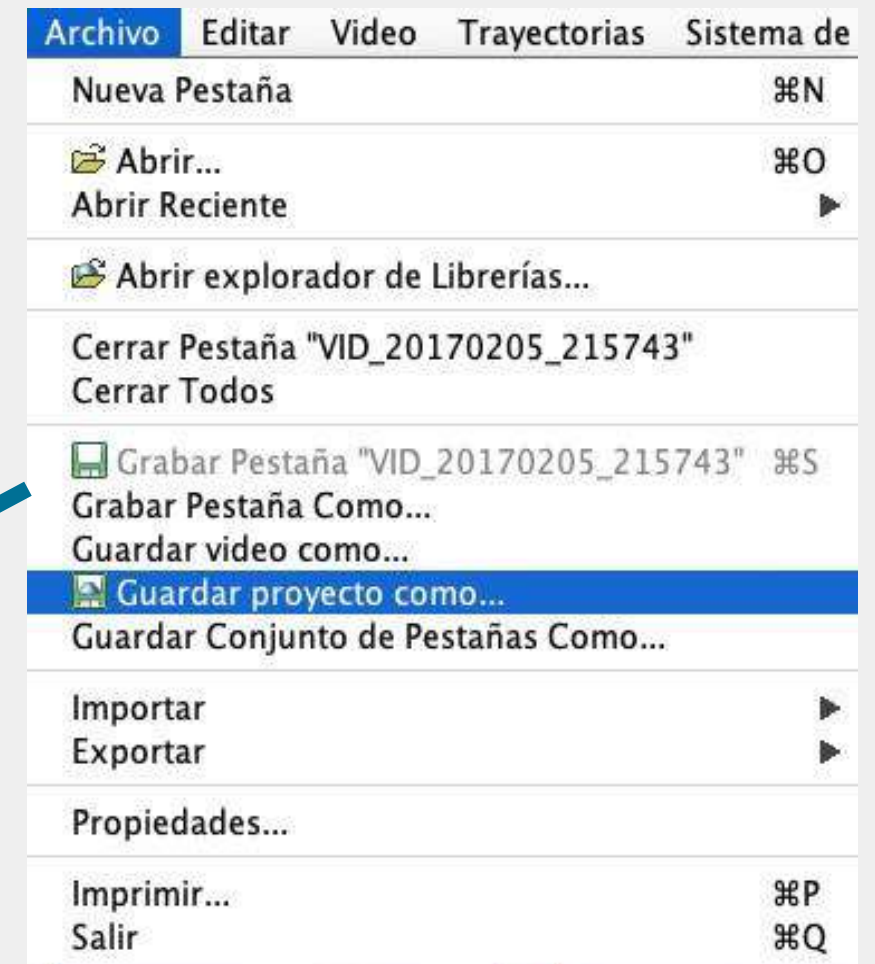 Archivo Editar Video Trayectorias Sistema de
Nueva Pestaña ⌘N
Abrir... ⌘O
Abrir Reciente
Abrir explorador de Librerías...
Cerrar Pestaña "VID_20170205_215743"
Cerrar Todos
Grabar Pestaña "VID_20170205_215743" ⌘S
Grabar Pestaña Como...
Guardar video como...
Guardar proyecto como...
Guardar Conjunto de Pestañas Como...
Importar
Exportar
Propiedades...
Imprimir... ⌘P
Salir ⌘Q